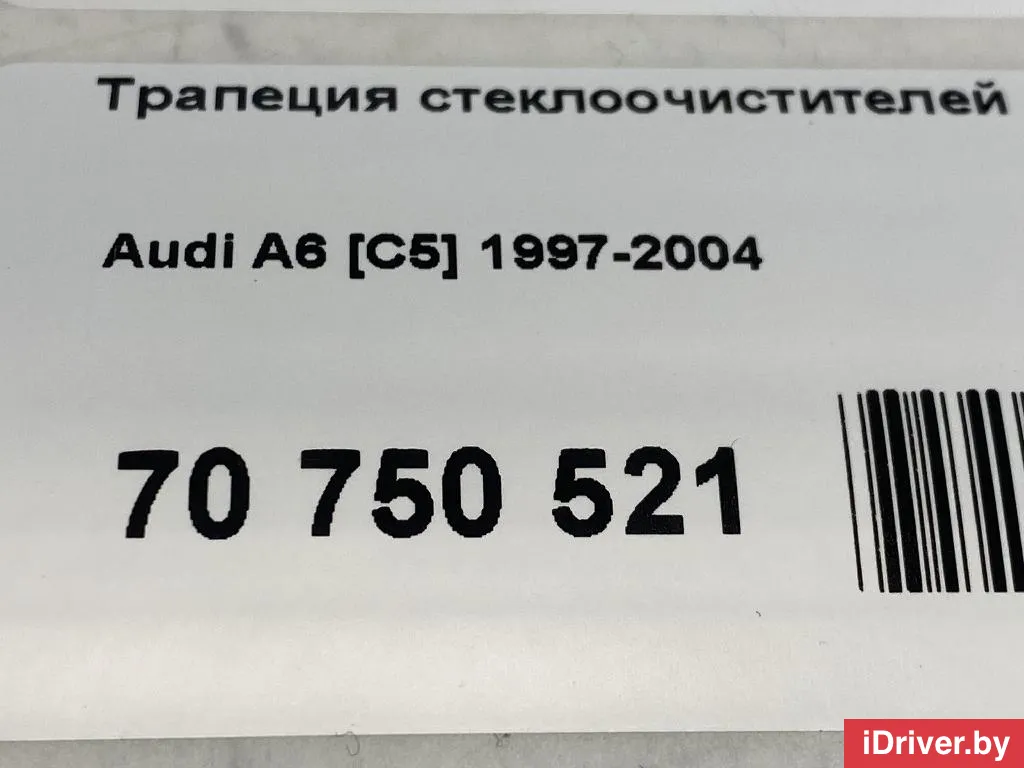 Трапеция стеклоочистителей
Audi A6 [C5] 1997-2004
70 750 521
iDriver.by